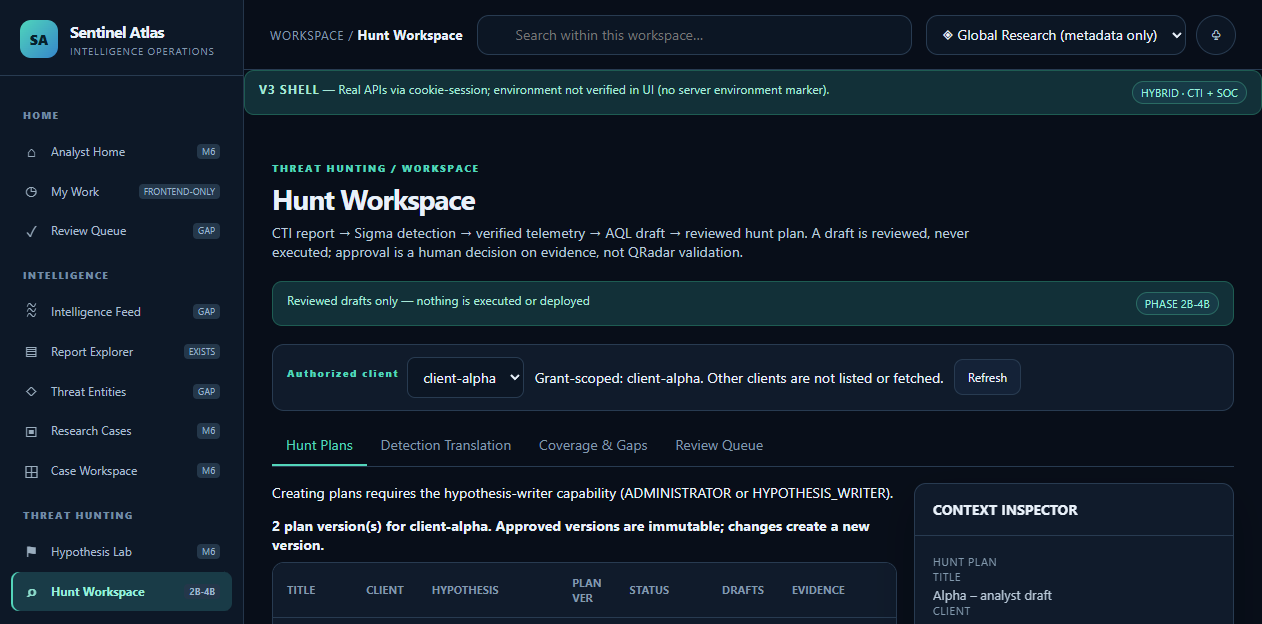 SA
Sentinel Atlas
INTELLIGENCE OPERATIONS
HOME
Analyst Home M6
My Work FRONTEND-ONLY
Review Queue GAP
INTELLIGENCE
Intelligence Feed GAP
Report Explorer EXISTS
Threat Entities GAP
Research Cases M6
Case Workspace M6
THREAT HUNTING
Hypothesis Lab M6
Hunt Workspace 2B-4B
WORKSPACE / Hunt Workspace
Search within this workspace...
◈ Global Research (metadata only)
V3 SHELL — Real APIs via cookie-session; environment not verified in UI (no server environment marker).
HYBRID · CTI + SOC
THREAT HUNTING / WORKSPACE
Hunt Workspace
CTI report → Sigma detection → verified telemetry → AQL draft → reviewed hunt plan. A draft is reviewed, never
executed; approval is a human decision on evidence, not QRadar validation.
Reviewed drafts only — nothing is executed or deployed
PHASE 2B-4B
Authorized client client-alpha Grant-scoped: client-alpha. Other clients are not listed or fetched. Refresh
Hunt Plans Detection Translation Coverage & Gaps Review Queue
Creating plans requires the hypothesis-writer capability (ADMINISTRATOR or HYPOTHESIS_WRITER).
2 plan version(s) for client-alpha. Approved versions are immutable; changes create a new
version.
TITLE CLIENT HYPOTHESIS PLAN VER STATUS DRAFTS EVIDENCE
CONTEXT INSPECTOR
HUNT PLAN
TITLE
Alpha – analyst draft
CLIENT